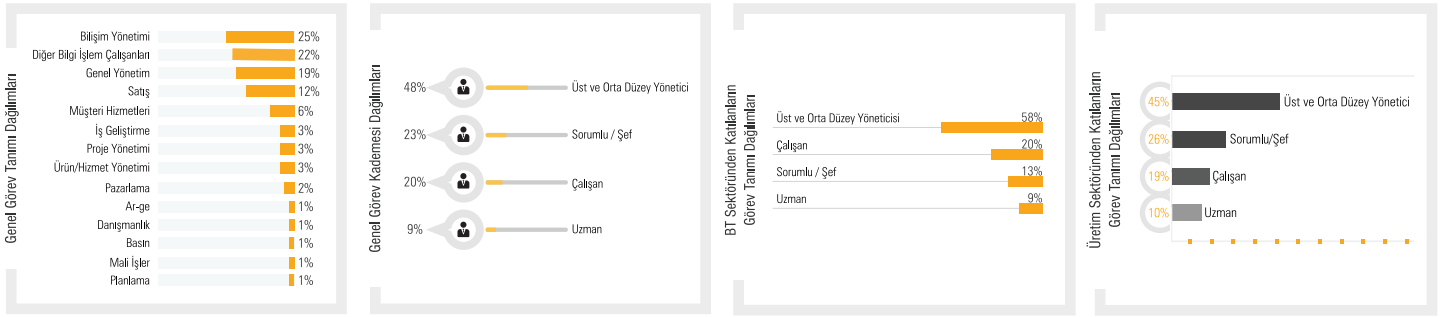 Genel Görev Tanımı Dağılımları
Bilişim Yönetimi 25%
Diğer Bilgi İşlem Çalışanları 22%
Genel Yönetim 19%
Satış 12%
Müşteri Hizmetleri 6%
İş Geliştirme 3%
Proje Yönetimi 3%
Ürün/Hizmet Yönetimi 3%
Pazarlama 2%
Ar-ge 1%
Danışmanlık 1%
Basın 1%
Mali İşler 1%
Planlama 1%
Genel Görev Kademesi Dağılımları
48% Üst ve Orta Düzey Yönetici
23% Sorumlu / Şef
20% Çalışan
9% Uzman
BT Sektöründen Katılanların
Görev Tanımı Dağılımları
Üst ve Orta Düzey Yöneticisi 58%
Çalışan 20%
Sorumlu / Şef 13%
Uzman 9%
Üretim Sektöründen Katılanların
Görev Tanımı Dağılımları
45% Üst ve Orta Düzey Yönetici
26% Sorumlu/Şef
19% Çalışan
10% Uzman